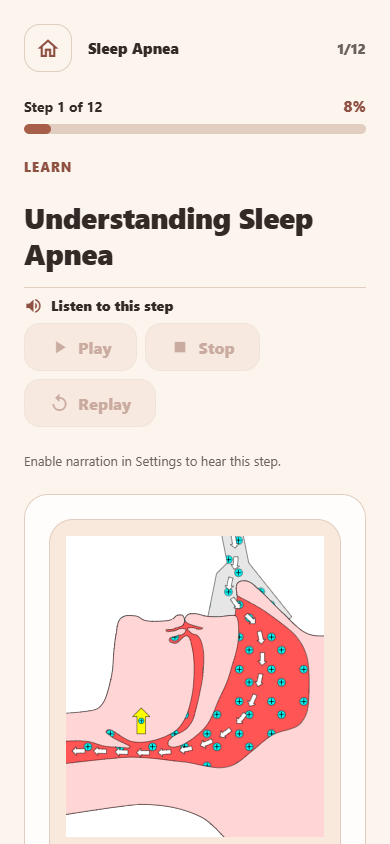 Sleep Apnea
1/12
Step 1 of 12
8%
LEARN
Understanding Sleep
Apnea
Listen to this step
Play
Stop
Replay
Enable narration in Settings to hear this step.